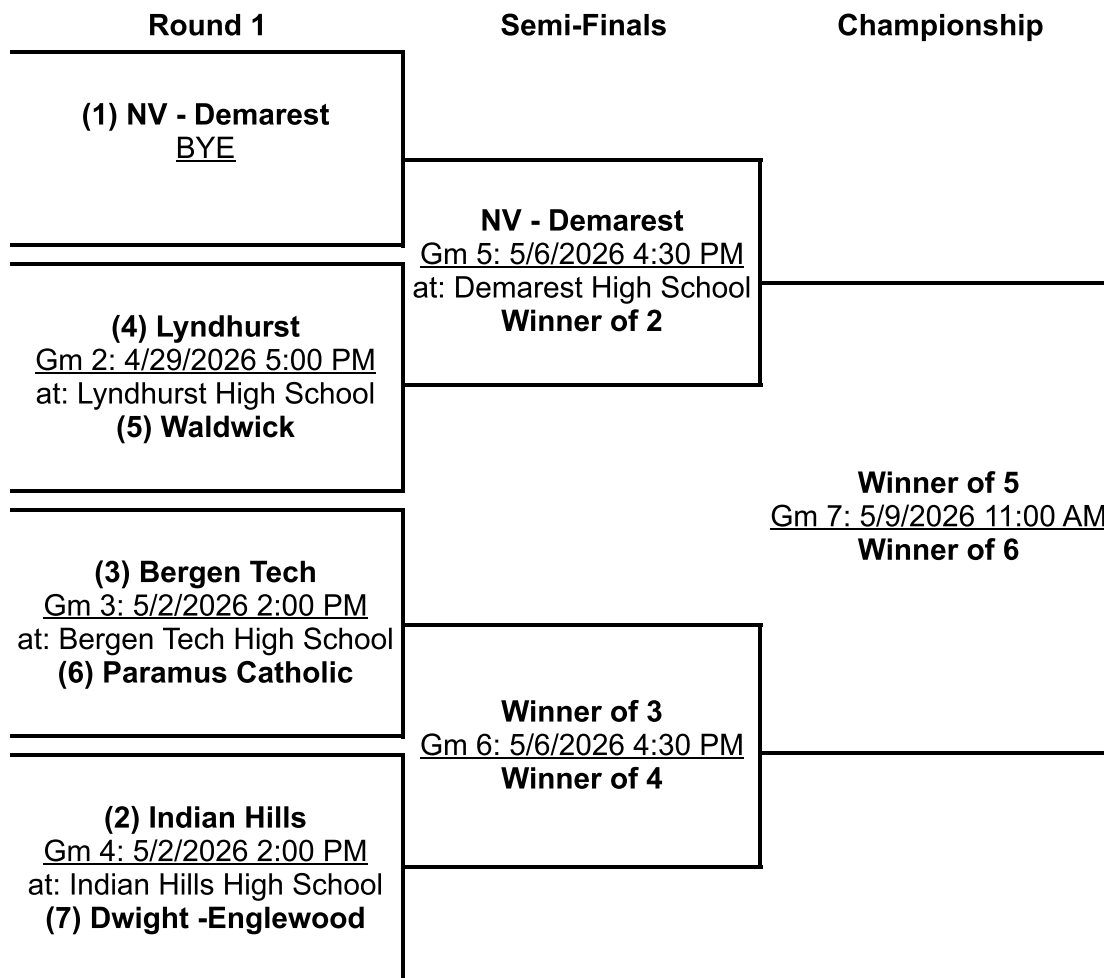 Round 1
Semi-Finals
Championship
(1) NV - Demarest
BYE
(4) Lyndhurst
Gm 2: 4/29/2026 5:00 PM
at: Lyndhurst High School
(5) Waldwick
(3) Bergen Tech
Gm 3: 5/2/2026 2:00 PM
at: Bergen Tech High School
(6) Paramus Catholic
(2) Indian Hills
Gm 4: 5/2/2026 2:00 PM
at: Indian Hills High School
(7) Dwight -Englewood
NV - Demarest
Gm 5: 5/6/2026 4:30 PM
at: Demarest High School
Winner of 2
Winner of 3
Gm 6: 5/6/2026 4:30 PM
Winner of 4
Winner of 5
Gm 7: 5/9/2026 11:00 AM
Winner of 6